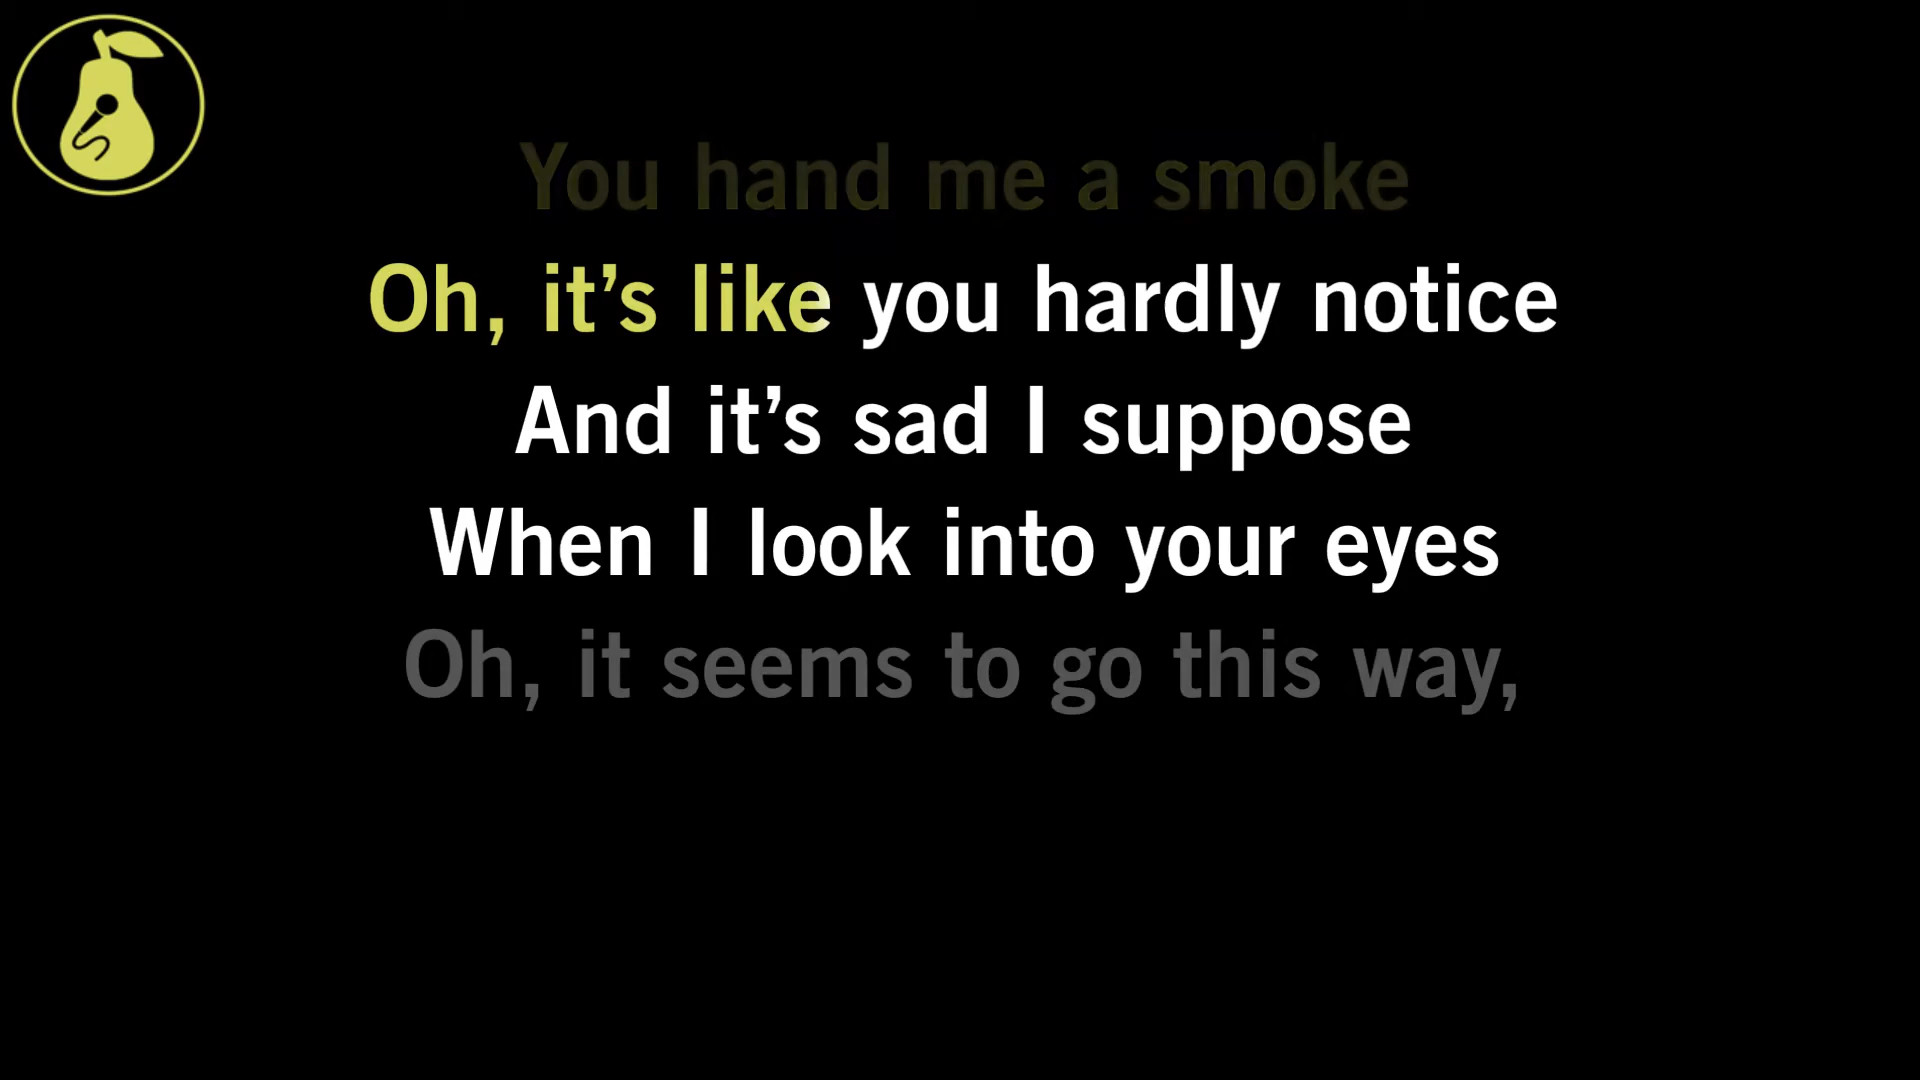 You hand me a smoke
Oh, it’s like you hardly notice
And it’s sad I suppose
When I look into your eyes
Oh, it seems to go this way,